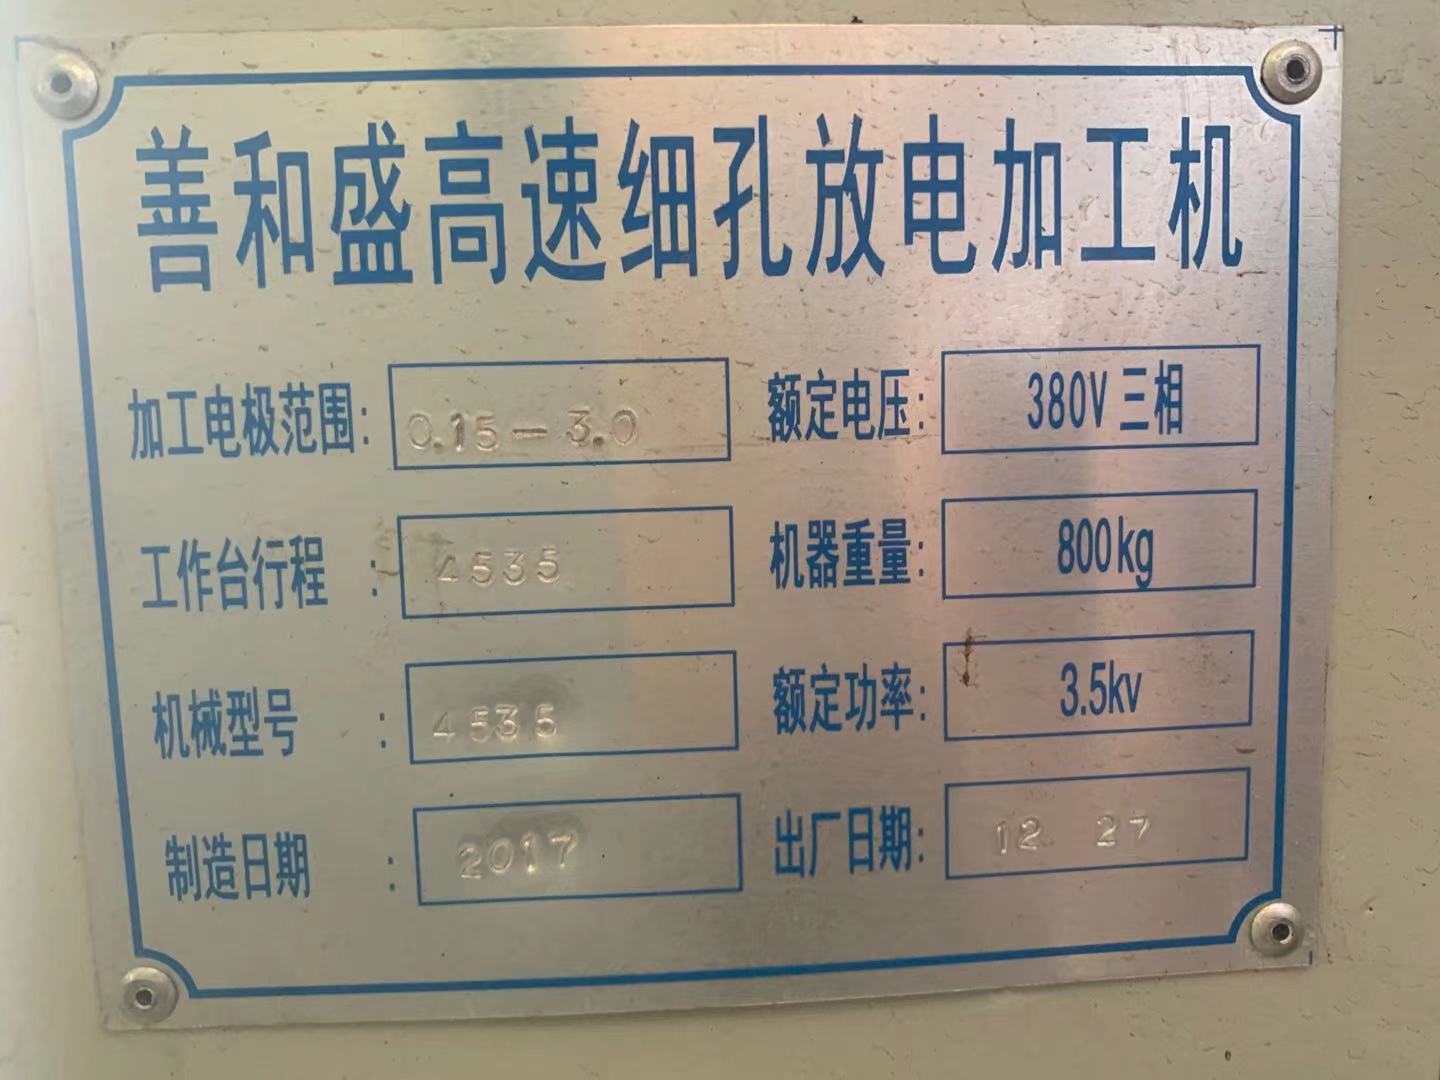 善和盛高速细孔放电加工机
加工电极范围: 0.15-3.0 额定电压: 380V 三相
工作台行程 : 4535 机器重量: 800kg
机械型号 : 4535 额定功率: 3.5kv
制造日期 : 2017 出厂日期: 12 27